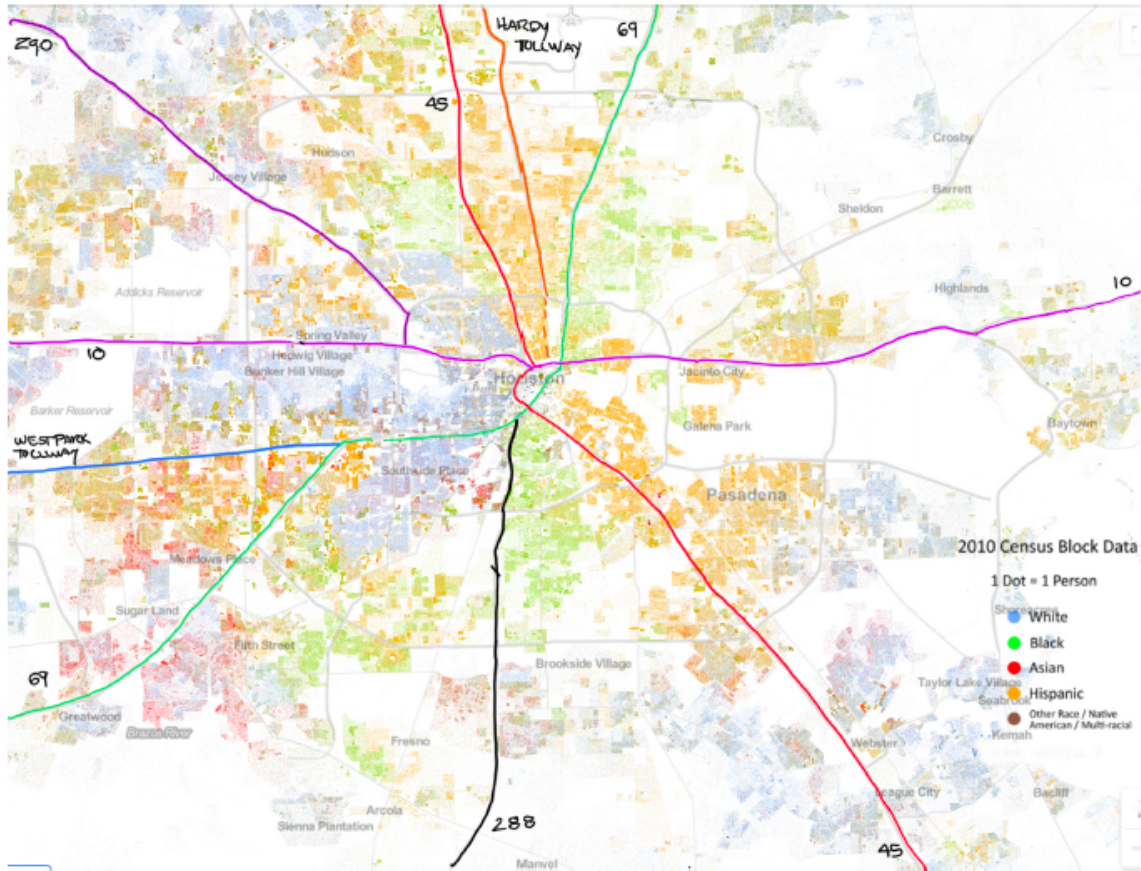 HARDY
TOLLWAY
69
290
45
Crosby
Hudson
Jersey Village
Barrett
Sheldon
Addicks Reservoir
Highlands
10
Spring Valley
10
Hedwig Village
Bunker Hill Village
Houston
Jacinto City
Barker Reservoir
Galena Park
Baytown
WESTPARK
TOLLWAY
Southside Place
Pasadena
2010 Census Block Data
Meadows Place
1 Dot = 1 Person
Sugar Land
Shoreacres
White
Fifth Street
Black
Brookside Village
Asian
69
Taylor Lake Village
Hispanic
Seabrook
Greatwood
Other Race / Native
American / Multi-racial
Brazos River
Kemah
Fresno
Webster
League City
Bacliff
Arcola
Sienna Plantation
288
45
Manvel